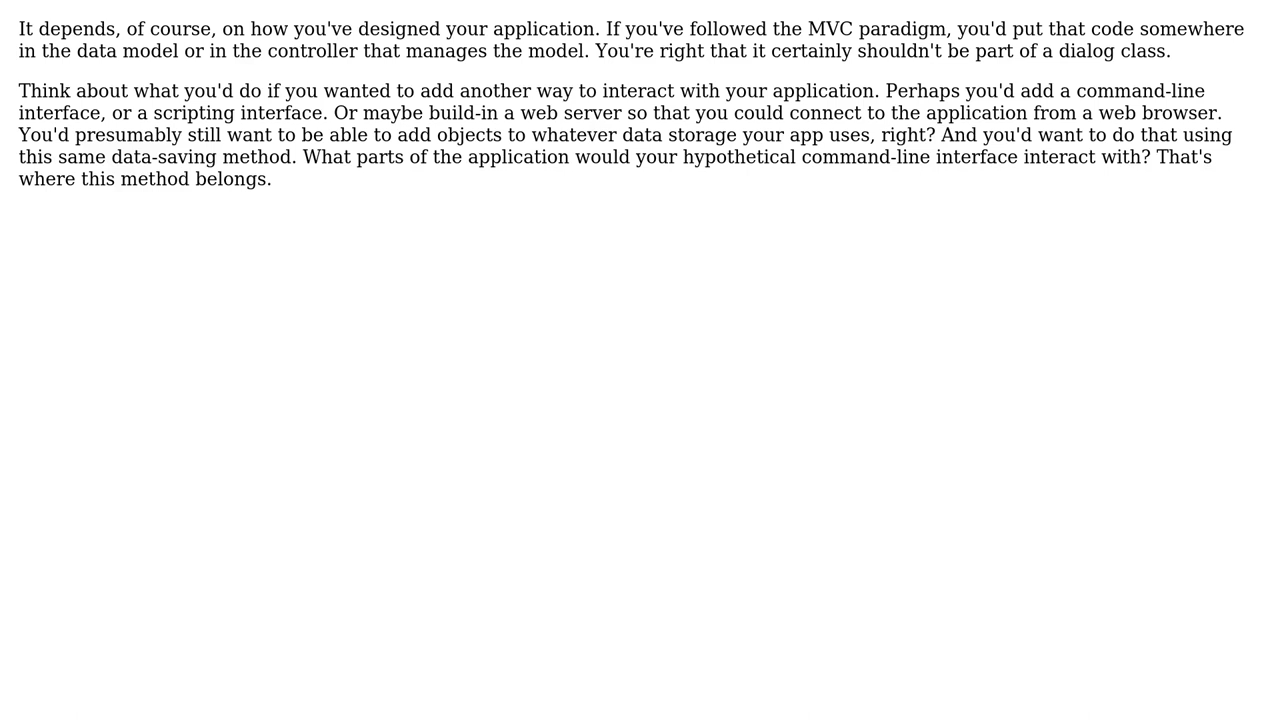 It depends, of course, on how you've designed your application. If you've followed the MVC paradigm, you'd put that code somewhere
in the data model or in the controller that manages the model. You're right that it certainly shouldn't be part of a dialog class.
Think about what you'd do if you wanted to add another way to interact with your application. Perhaps you'd add a command-line
interface, or a scripting interface. Or maybe build-in a web server so that you could connect to the application from a web browser.
You'd presumably still want to be able to add objects to whatever data storage your app uses, right? And you'd want to do that using
this same data-saving method. What parts of the application would your hypothetical command-line interface interact with? That's
where this method belongs.